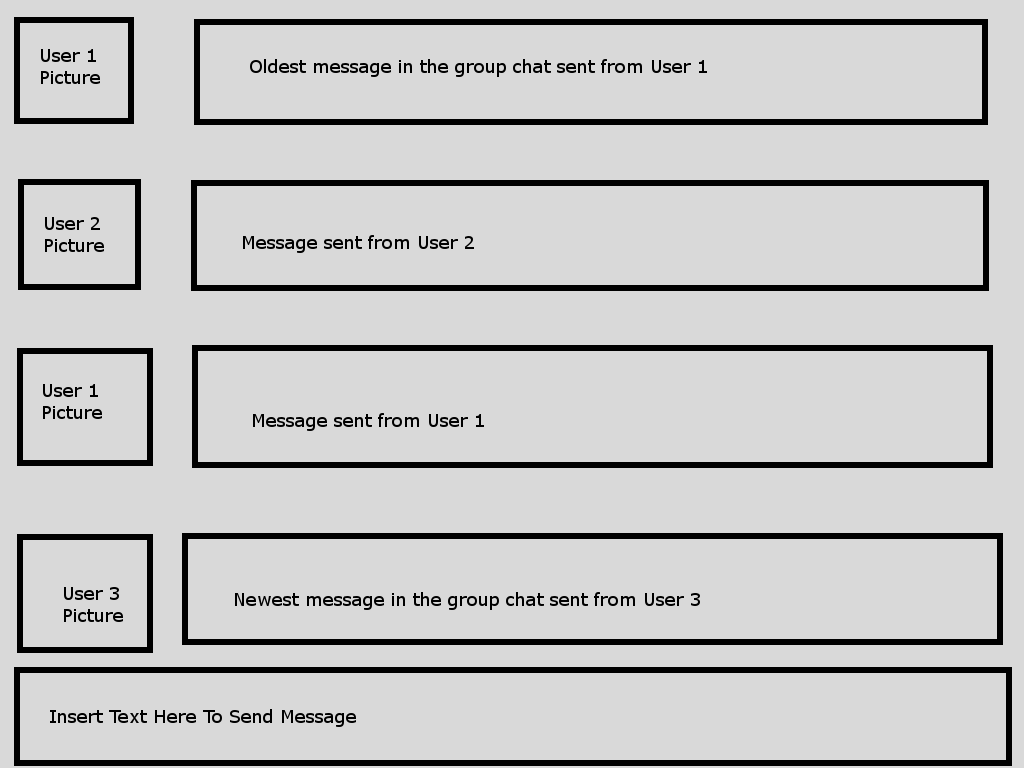 User 1
Picture
Oldest message in the group chat sent from User 1
User 2
Picture
Message sent from User 2
User 1
Picture
Message sent from User 1
User 3
Picture
Newest message in the group chat sent from User 3
Insert Text Here To Send Message